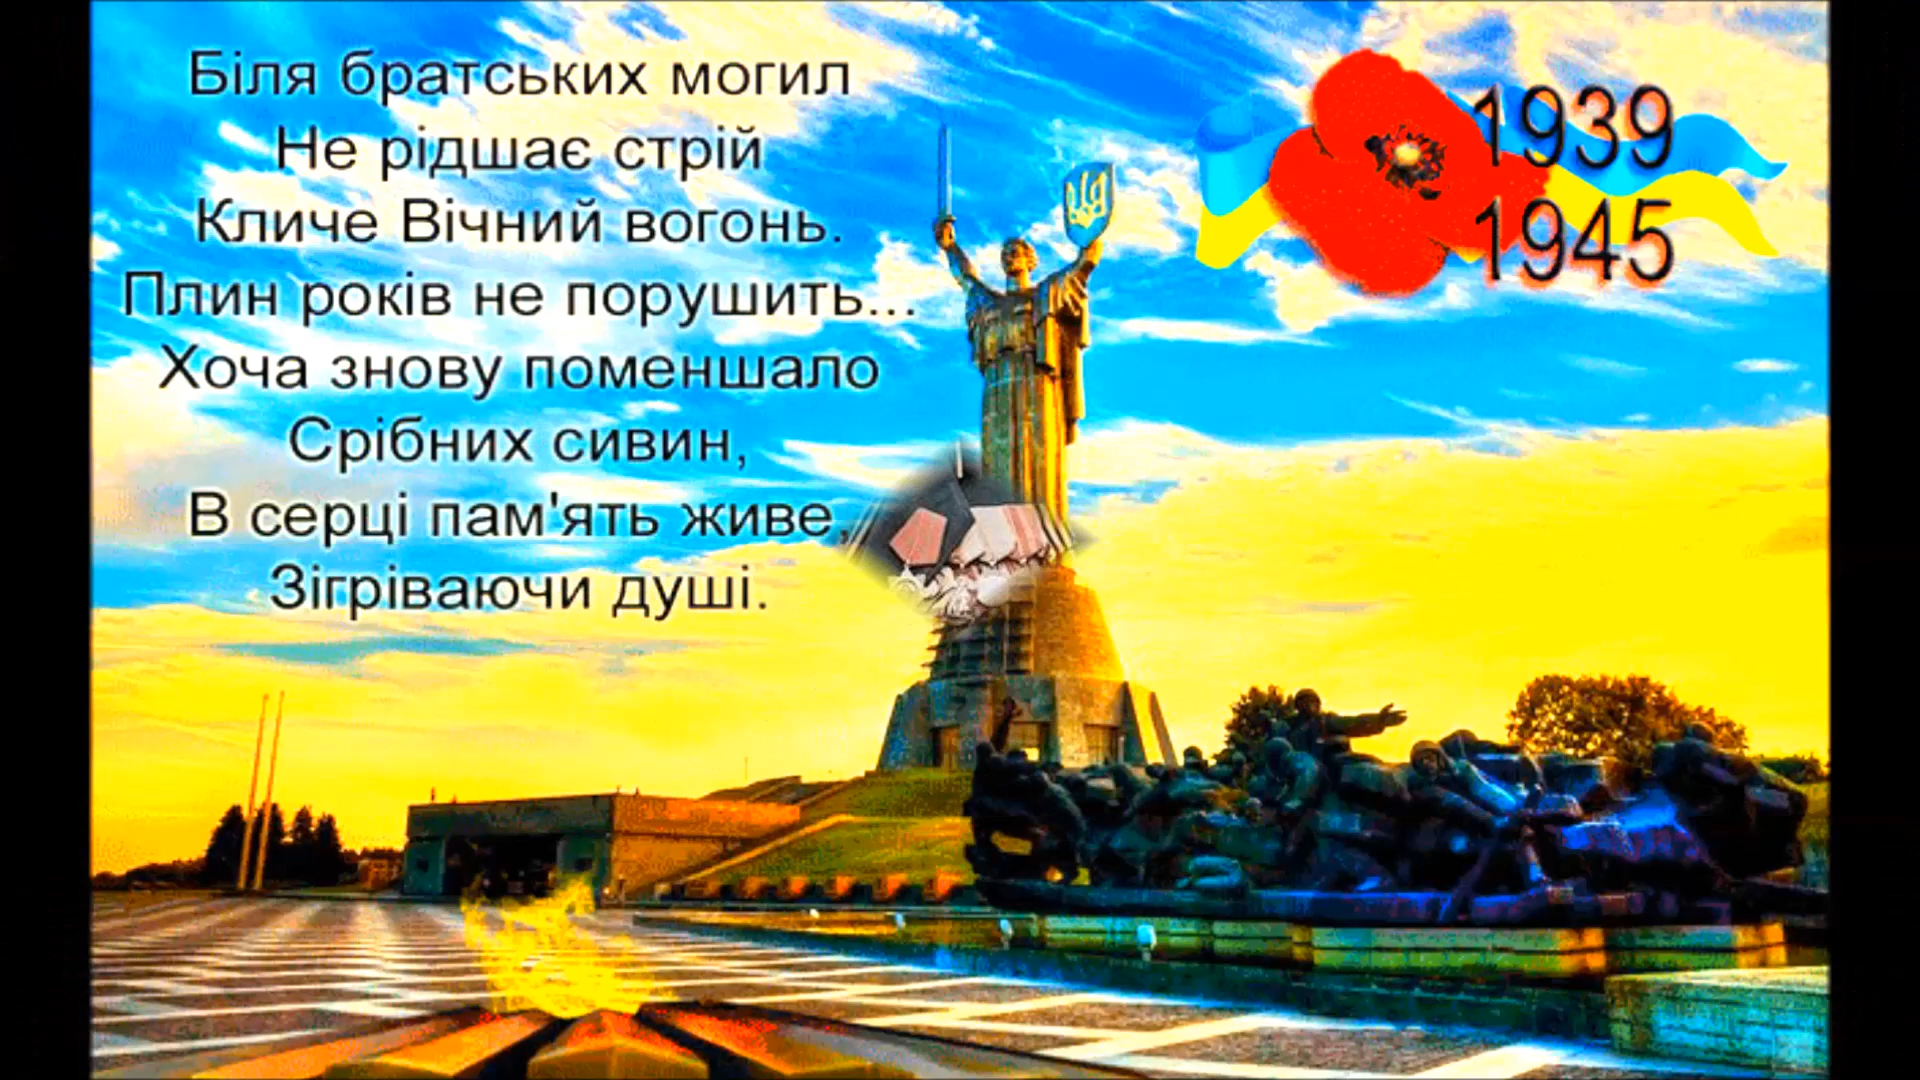 Біля братських могил
Не рідшає стрій
Кличе Вічний вогонь.
Плин років не порушить...
Хоча знову поменшало
Срібних сивин,
В серці пам'ять живе,
Зігріваючи душі.
1939
1945